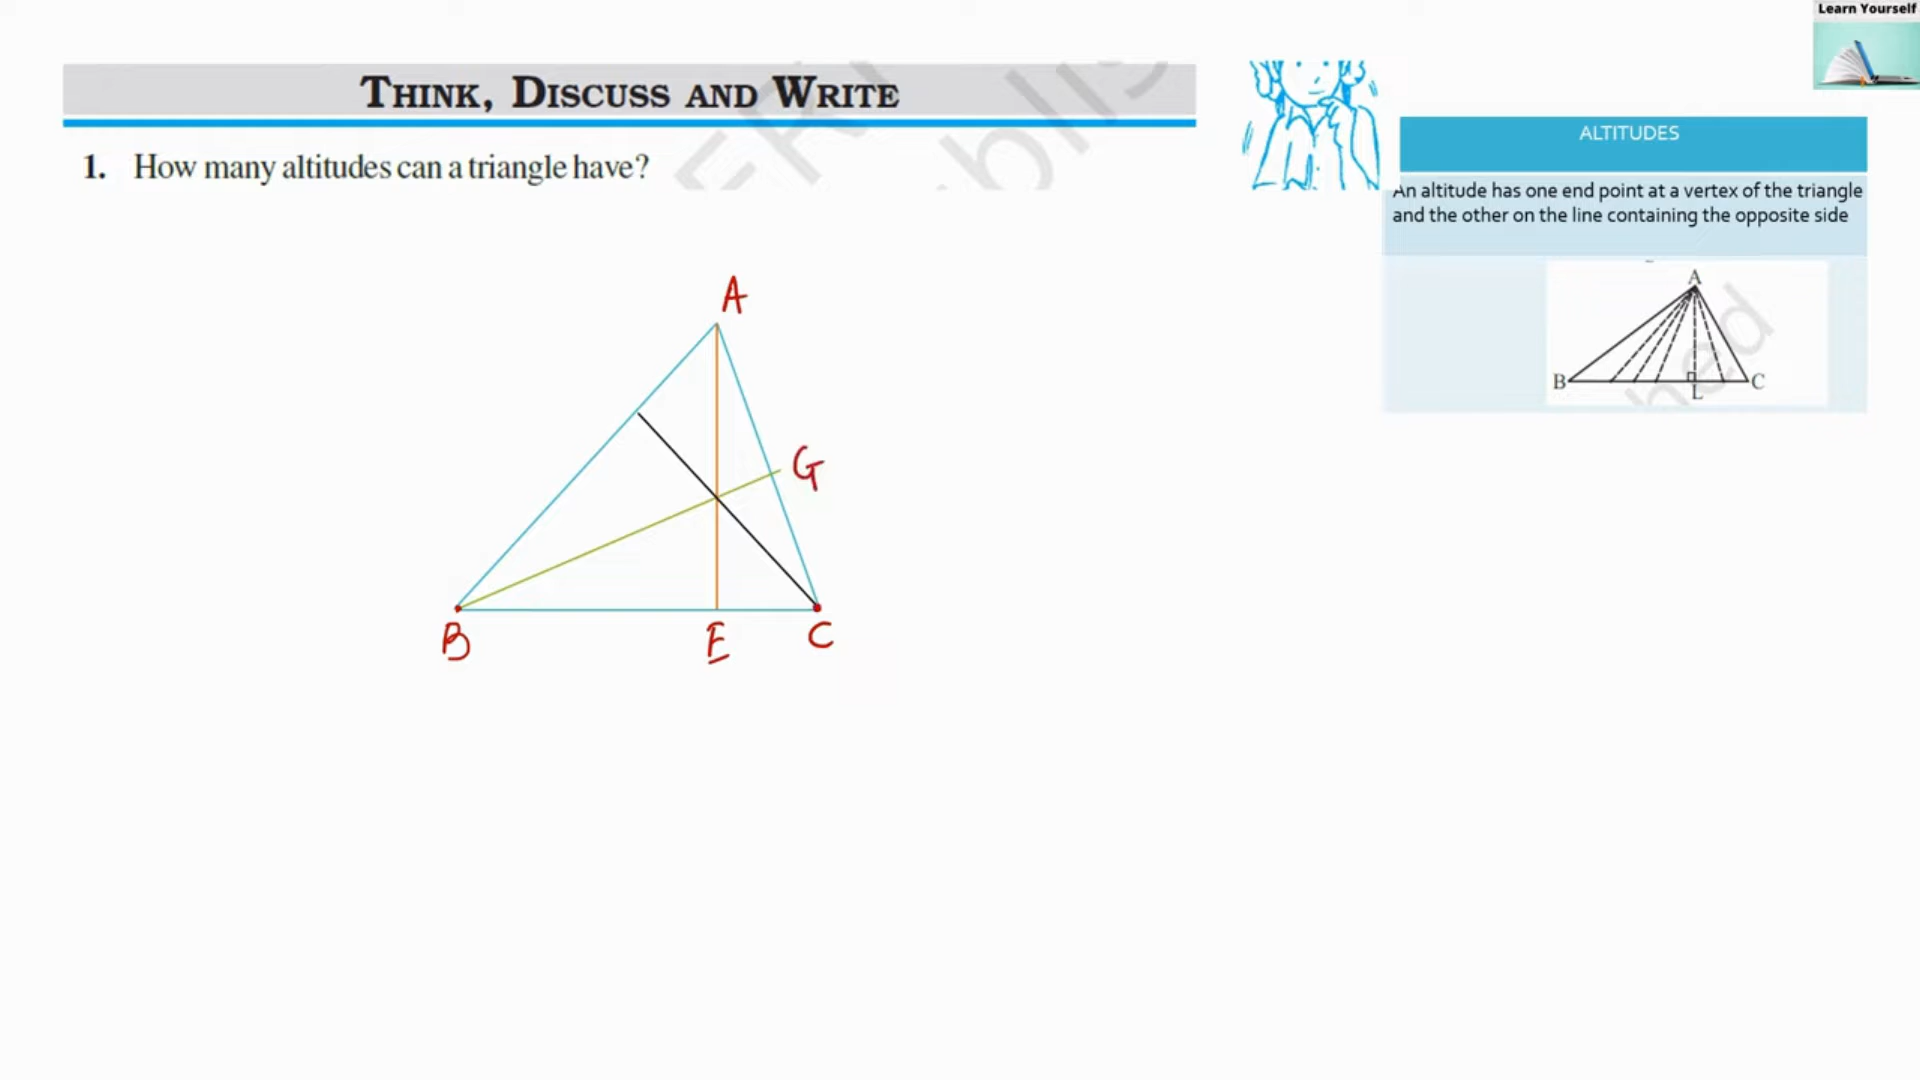 Learn Yourself
THINK, DISCUSS AND WRITE
1. How many altitudes can a triangle have?
ALTITUDES
An altitude has one end point at a vertex of the triangle
and the other on the line containing the opposite side
A
B
L
C
A
G
B
E
C